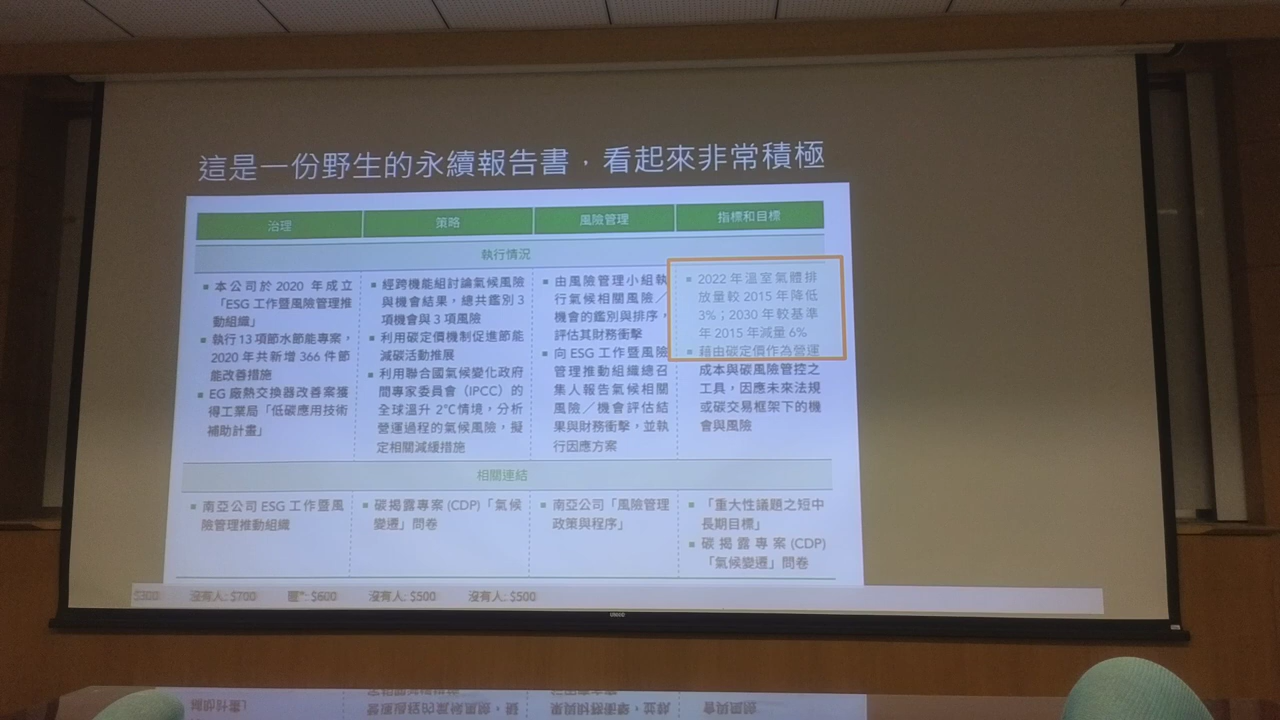 這是一份野生的永續報告書，看起來非常積極
治理
策略
風險管理
指標和目標
執行情況
▪ 本公司於 2020 年成立
「ESG 工作暨風險管理推
動組織」
▪ 執行 13 項節水節能專案，
2020 年共新增 366 件節
能改善措施
▪ EG 廠熱交換器改善案獲
得工業局「低碳應用技術
補助計畫」
▪ 經跨機能組討論氣候風險
與機會結果，總共鑑別 3
項機會與 3 項風險
▪ 利用碳定價機制促進節能
減碳活動推展
▪ 利用聯合國氣候變化政府
間專家委員會（IPCC）的
全球溫升 2℃情境，分析
營運過程的氣候風險，擬
定相關減緩措施
▪ 由風險管理小組執
行氣候相關風險／
機會的鑑別與排序，
評估其財務衝擊
▪ 向 ESG 工作暨風險
管理推動組織總召
集人報告氣候相關
風險／機會評估結
果與財務衝擊，並執
行因應方案
▪ 2022 年溫室氣體排
放量較 2015 年降低
3%；2030 年較基準
年 2015 年減量 6%
▪ 藉由碳定價作為營運
成本與碳風險管控之
工具，因應未來法規
或碳交易框架下的機
會與風險
相關連結
▪ 南亞公司 ESG 工作暨風
險管理推動組織
▪ 碳揭露專案 (CDP)「氣候
變遷」問卷
▪ 南亞公司「風險管理
政策與程序」
▪ 「重大性議題之短中
長期目標」
▪ 碳揭露專案 (CDP)
「氣候變遷」問卷
$300 沒有人: $700 匿*: $600 沒有人: $500 沒有人: $500